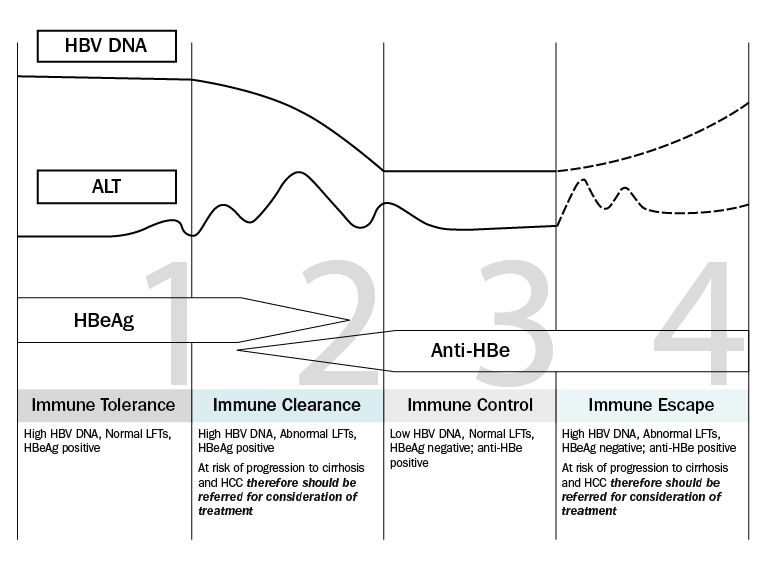 HBV DNA
ALT
1
2
3
4
HBeAg
Anti-HBe
Immune Tolerance
High HBV DNA, Normal LFTs,
HBeAg positive
Immune Clearance
High HBV DNA, Abnormal LFTs,
HBeAg positive
At risk of progression to cirrhosis
and HCC therefore should be
referred for consideration of
treatment
Immune Control
Low HBV DNA, Normal LFTs,
HBeAg negative; anti-HBe
positive
Immune Escape
High HBV DNA, Abnormal LFTs,
HBeAg negative; anti-HBe positive
At risk of progression to cirrhosis
and HCC therefore should be
referred for consideration of
treatment